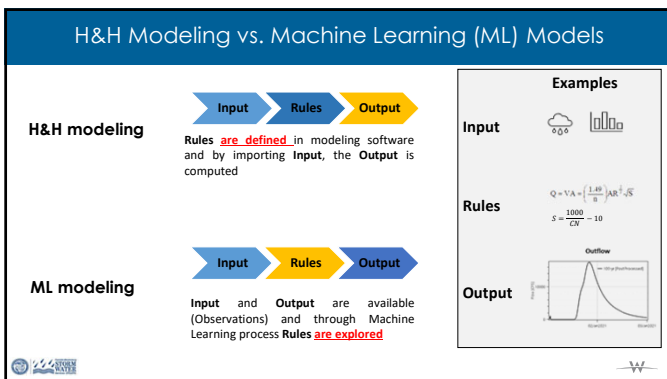 H&H Modeling vs. Machine Learning (ML) Models
H&H modeling
Input Rules Output
Rules are defined in modeling software
and by importing Input, the Output is
computed
ML modeling
Input Rules Output
Input and Output are available
(Observations) and through Machine
Learning process Rules are explored
Examples
Input
Rules
Q = VA = (1.49/n) AR^(2/3) √S
S = 1000/CN − 10
Output
Outflow
STORM
WATER